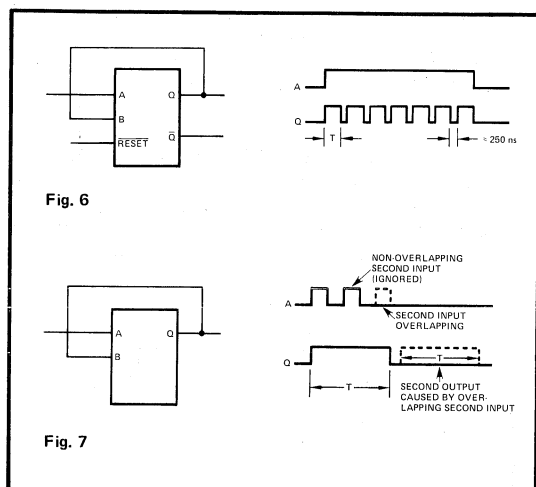 A
B
RESET
Q
Q
A
Q
T
≈ 250 ns
Fig. 6
A
B
Q
NON-OVERLAPPING
SECOND INPUT
(IGNORED)
A
SECOND INPUT
OVERLAPPING
Q
T
T
SECOND OUTPUT
CAUSED BY OVER-
LAPPING SECOND INPUT
Fig. 7